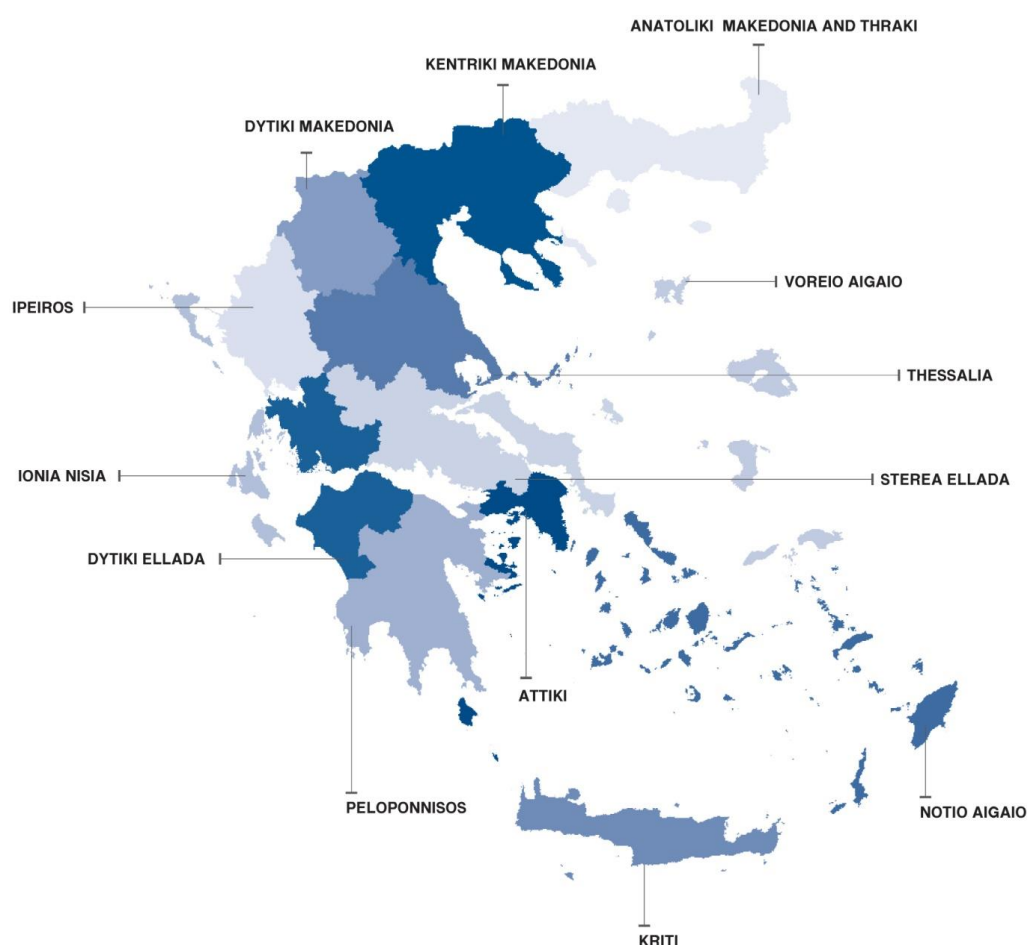 ANATOLIKI MAKEDONIA AND THRAKI
KENTRIKI MAKEDONIA
DYTIKI MAKEDONIA
VOREIO AIGAIO
IPEIROS
THESSALIA
IONIA NISIA
STEREA ELLADA
DYTIKI ELLADA
ATTIKI
PELOPONNISOS
NOTIO AIGAIO
KRITI